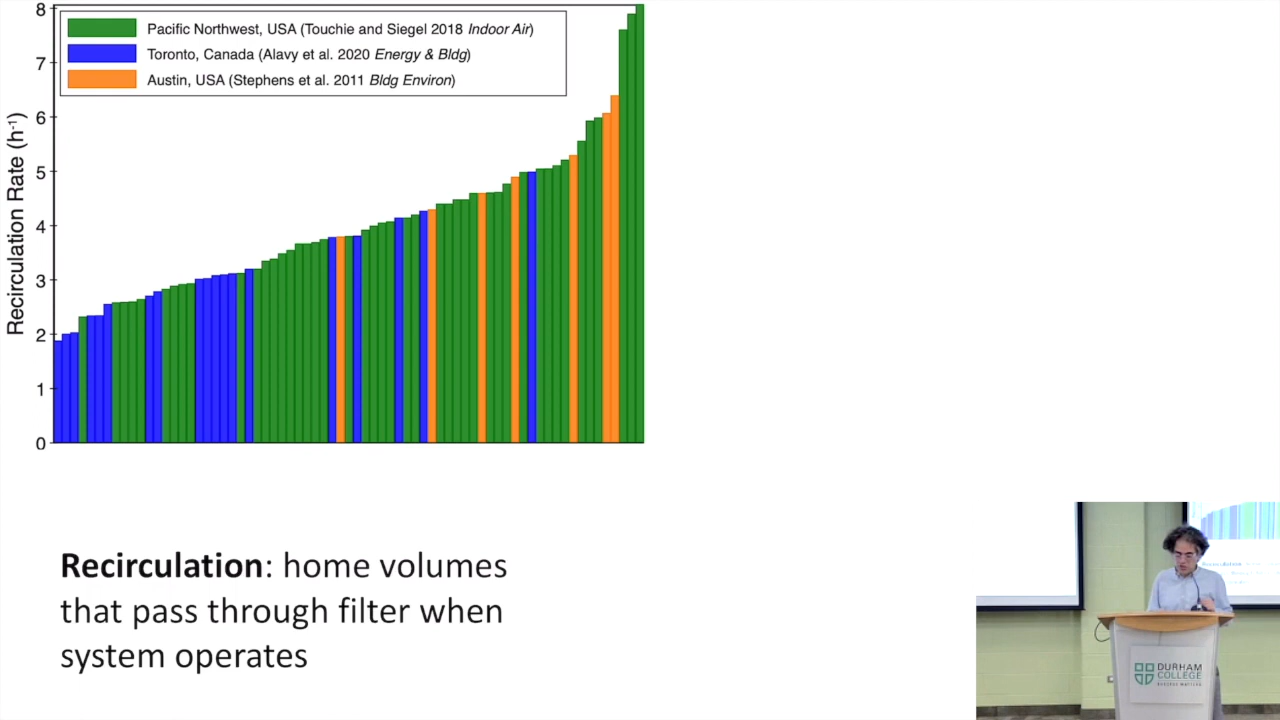 8
7
6
5
4
3
2
1
0
Recirculation Rate (h⁻¹)
Pacific Northwest, USA (Touchie and Siegel 2018 Indoor Air)
Toronto, Canada (Alavy et al. 2020 Energy & Bldg)
Austin, USA (Stephens et al. 2011 Bldg Environ)
Recirculation: home volumes
that pass through filter when
system operates
DURHAM
COLLEGE
SUCCESS MATTERS